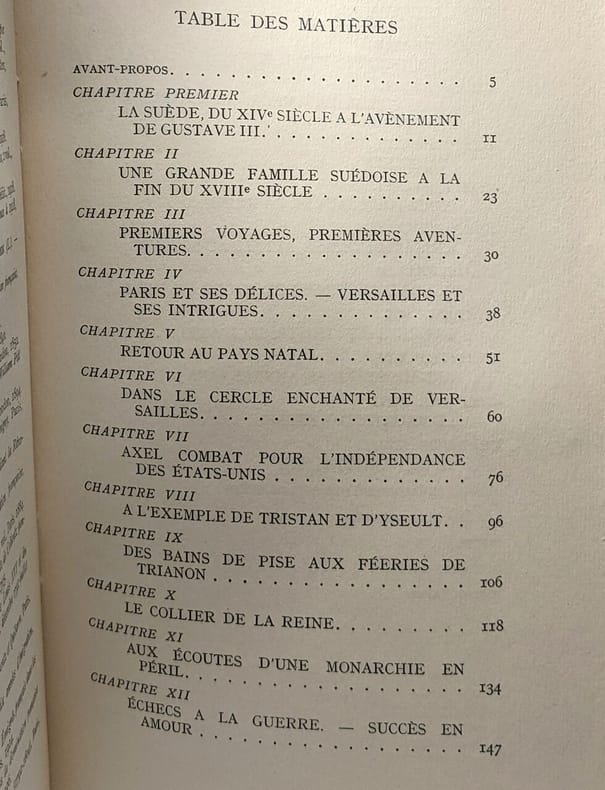 TABLE DES MATIÈRES
AVANT-PROPOS. . . . . . . . . . . . . . . . . . . 5
CHAPITRE PREMIER
LA SUÈDE, DU XIVe SIÈCLE A L'AVÈNEMENT
DE GUSTAVE III. . . . . . . . . . . . . . 11
CHAPITRE II
UNE GRANDE FAMILLE SUÉDOISE A LA
FIN DU XVIIIe SIÈCLE . . . . . . . . . . 23
CHAPITRE III
PREMIERS VOYAGES, PREMIÈRES AVEN-
TURES. . . . . . . . . . . . . . . . . . . 30
CHAPITRE IV
PARIS ET SES DÉLICES. — VERSAILLES ET
SES INTRIGUES. . . . . . . . . . . . . . 38
CHAPITRE V
RETOUR AU PAYS NATAL. . . . . . . . . . 51
CHAPITRE VI
DANS LE CERCLE ENCHANTÉ DE VER-
SAILLES. . . . . . . . . . . . . . . . . . 60
CHAPITRE VII
AXEL COMBAT POUR L'INDÉPENDANCE
DES ÉTATS-UNIS . . . . . . . . . . . . . 76
CHAPITRE VIII
A L'EXEMPLE DE TRISTAN ET D'YSEULT. . 96
CHAPITRE IX
DES BAINS DE PISE AUX FÉERIES DE
TRIANON . . . . . . . . . . . . . . . . . 106
CHAPITRE X
LE COLLIER DE LA REINE. . . . . . . . . 118
CHAPITRE XI
AUX ÉCOUTES D'UNE MONARCHIE EN
PÉRIL. . . . . . . . . . . . . . . . . . . 134
CHAPITRE XII
ÉCHECS A LA GUERRE. — SUCCÈS EN
AMOUR . . . . . . . . . . . . . . . . . . 147